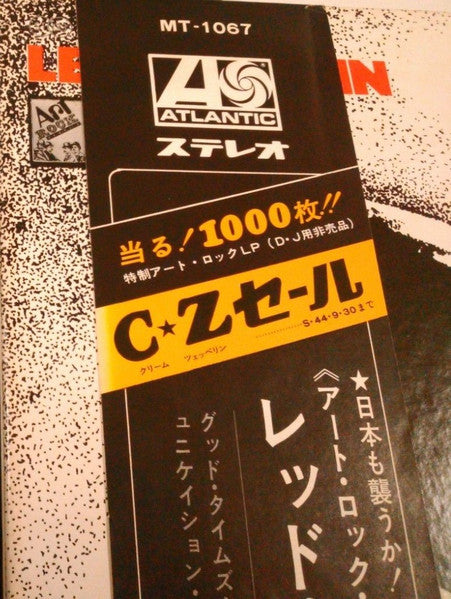 MT-1067
LE
IN
ATLANTIC
ステレオ
ART
ROCK
当る!1000枚!!
特制アート・ロックLP(D・J用非売品)
C★Zセール
クリーム ツェッペリン
S・44・9・30まで
★日本も襲うか!
《アート・ロック・
レッド・
グッド・タイムズ
ユニケイション・